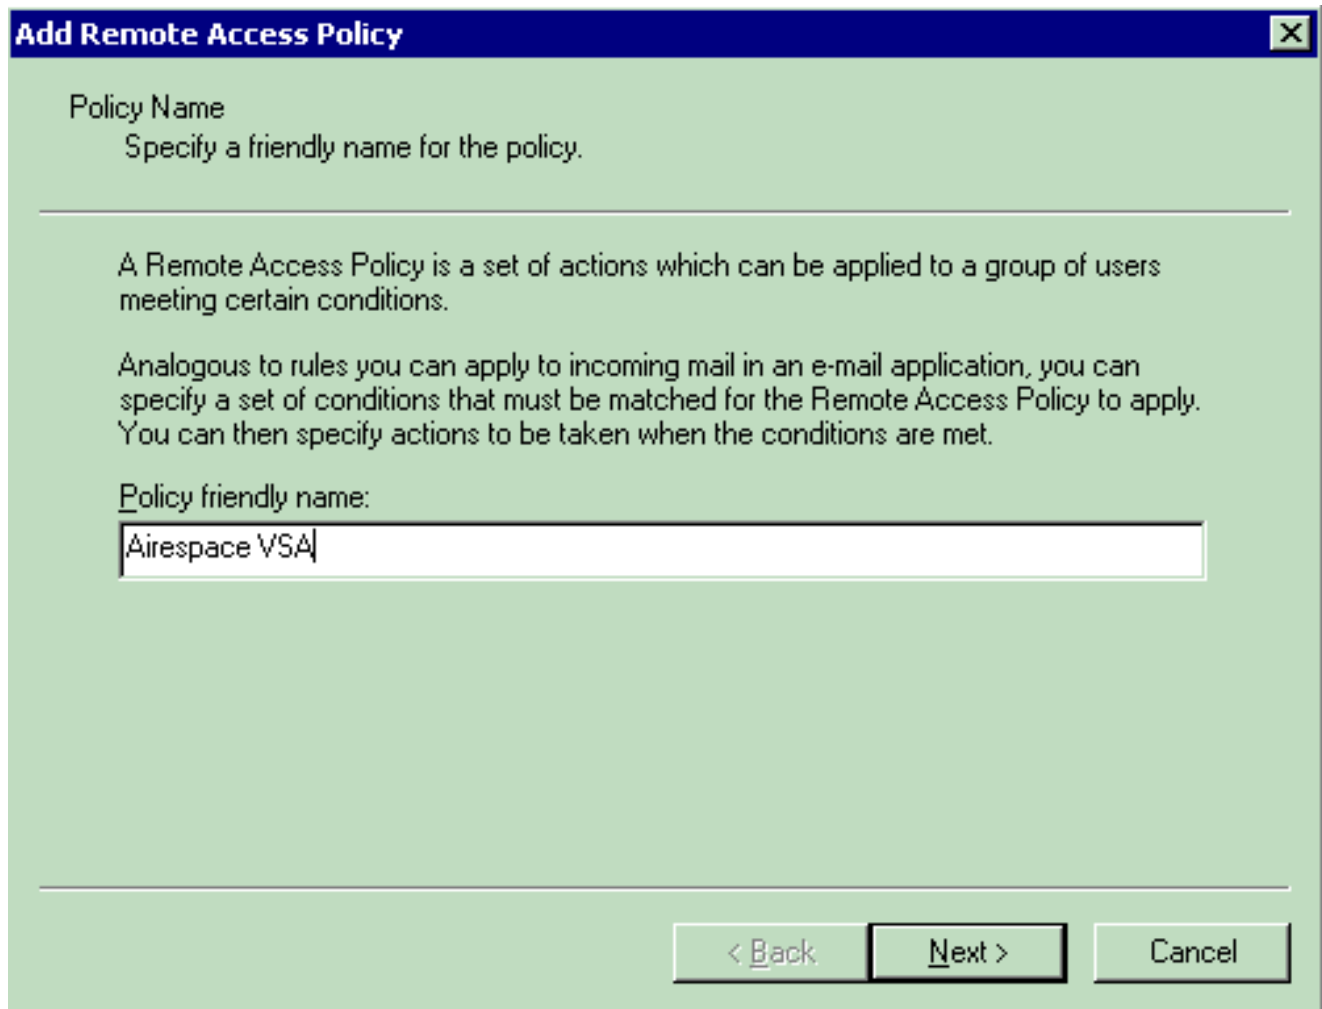 Add Remote Access Policy
Policy Name
Specify a friendly name for the policy.
A Remote Access Policy is a set of actions which can be applied to a group of users
meeting certain conditions.
Analogous to rules you can apply to incoming mail in an e-mail application, you can
specify a set of conditions that must be matched for the Remote Access Policy to apply.
You can then specify actions to be taken when the conditions are met.
Policy friendly name:
Airespace VSA
< Back Next > Cancel